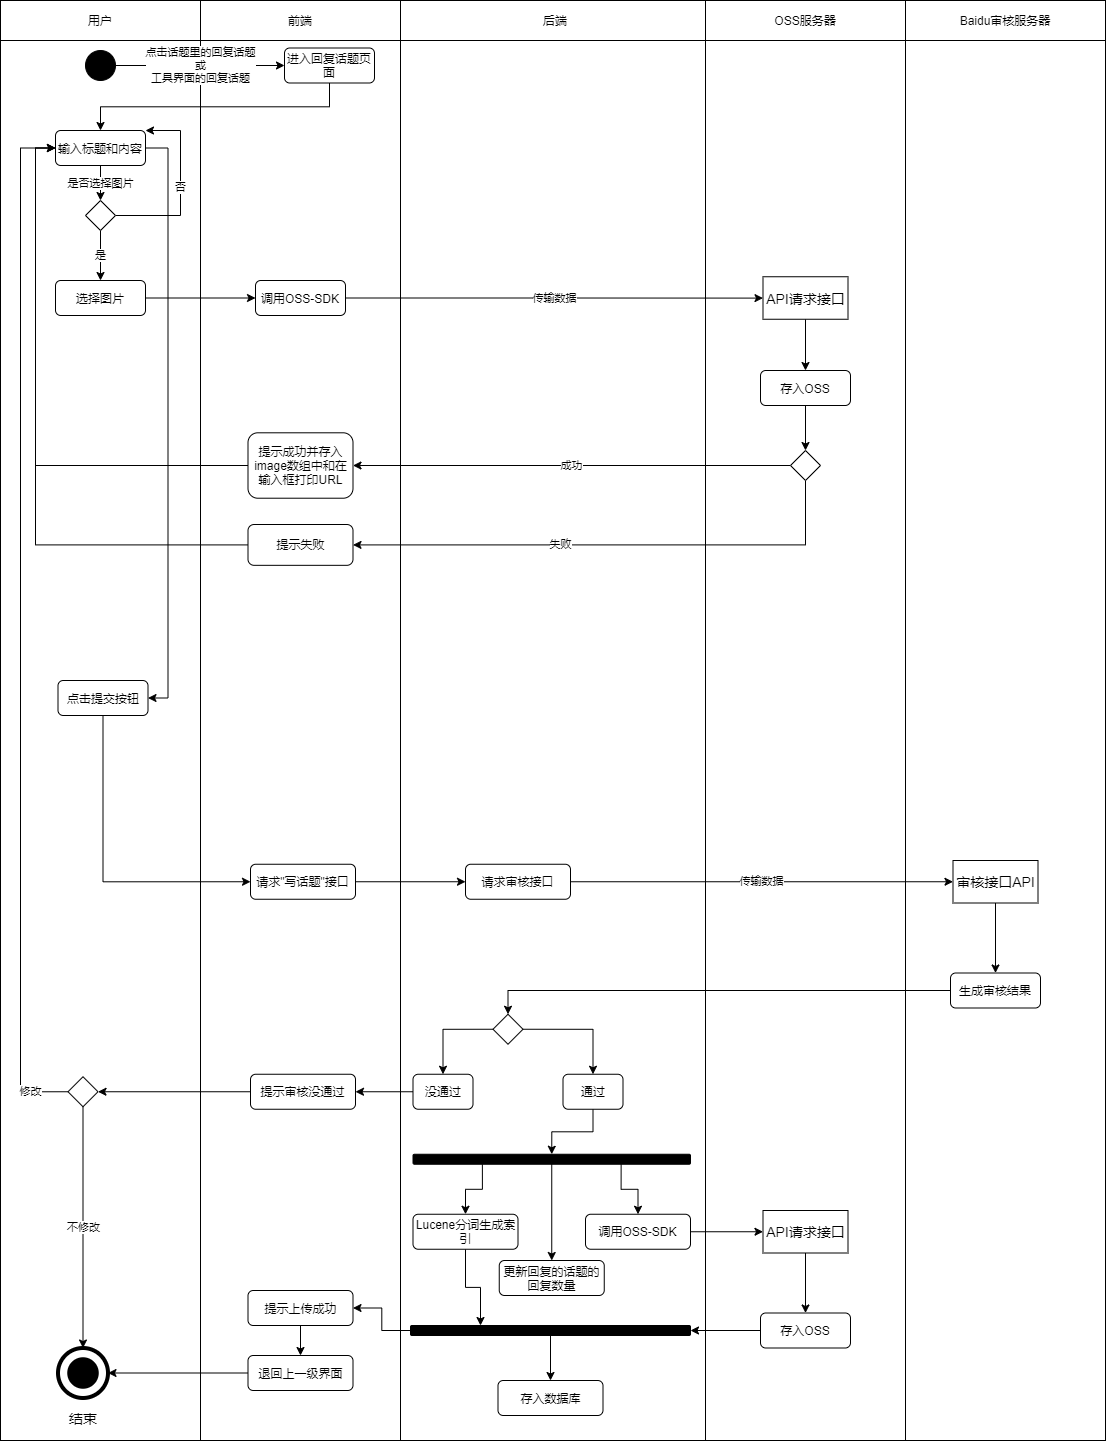 用户
前端
后端
OSS服务器
Baidu审核服务器
点击话题里的回复话题
或
工具界面的回复话题
进入回复话题页
面
输入标题和内容
是否选择图片
否
是
选择图片
调用OSS-SDK
传输数据
API请求接口
存入OSS
提示成功并存入
image数组中和在
输入框打印URL
成功
提示失败
失败
点击提交按钮
请求"写话题"接口
请求审核接口
传输数据
审核接口API
生成审核结果
修改
提示审核没通过
没通过
通过
不修改
Lucene分词生成索
引
调用OSS-SDK
API请求接口
更新回复的话题的
回复数量
提示上传成功
存入OSS
退回上一级界面
存入数据库
结束